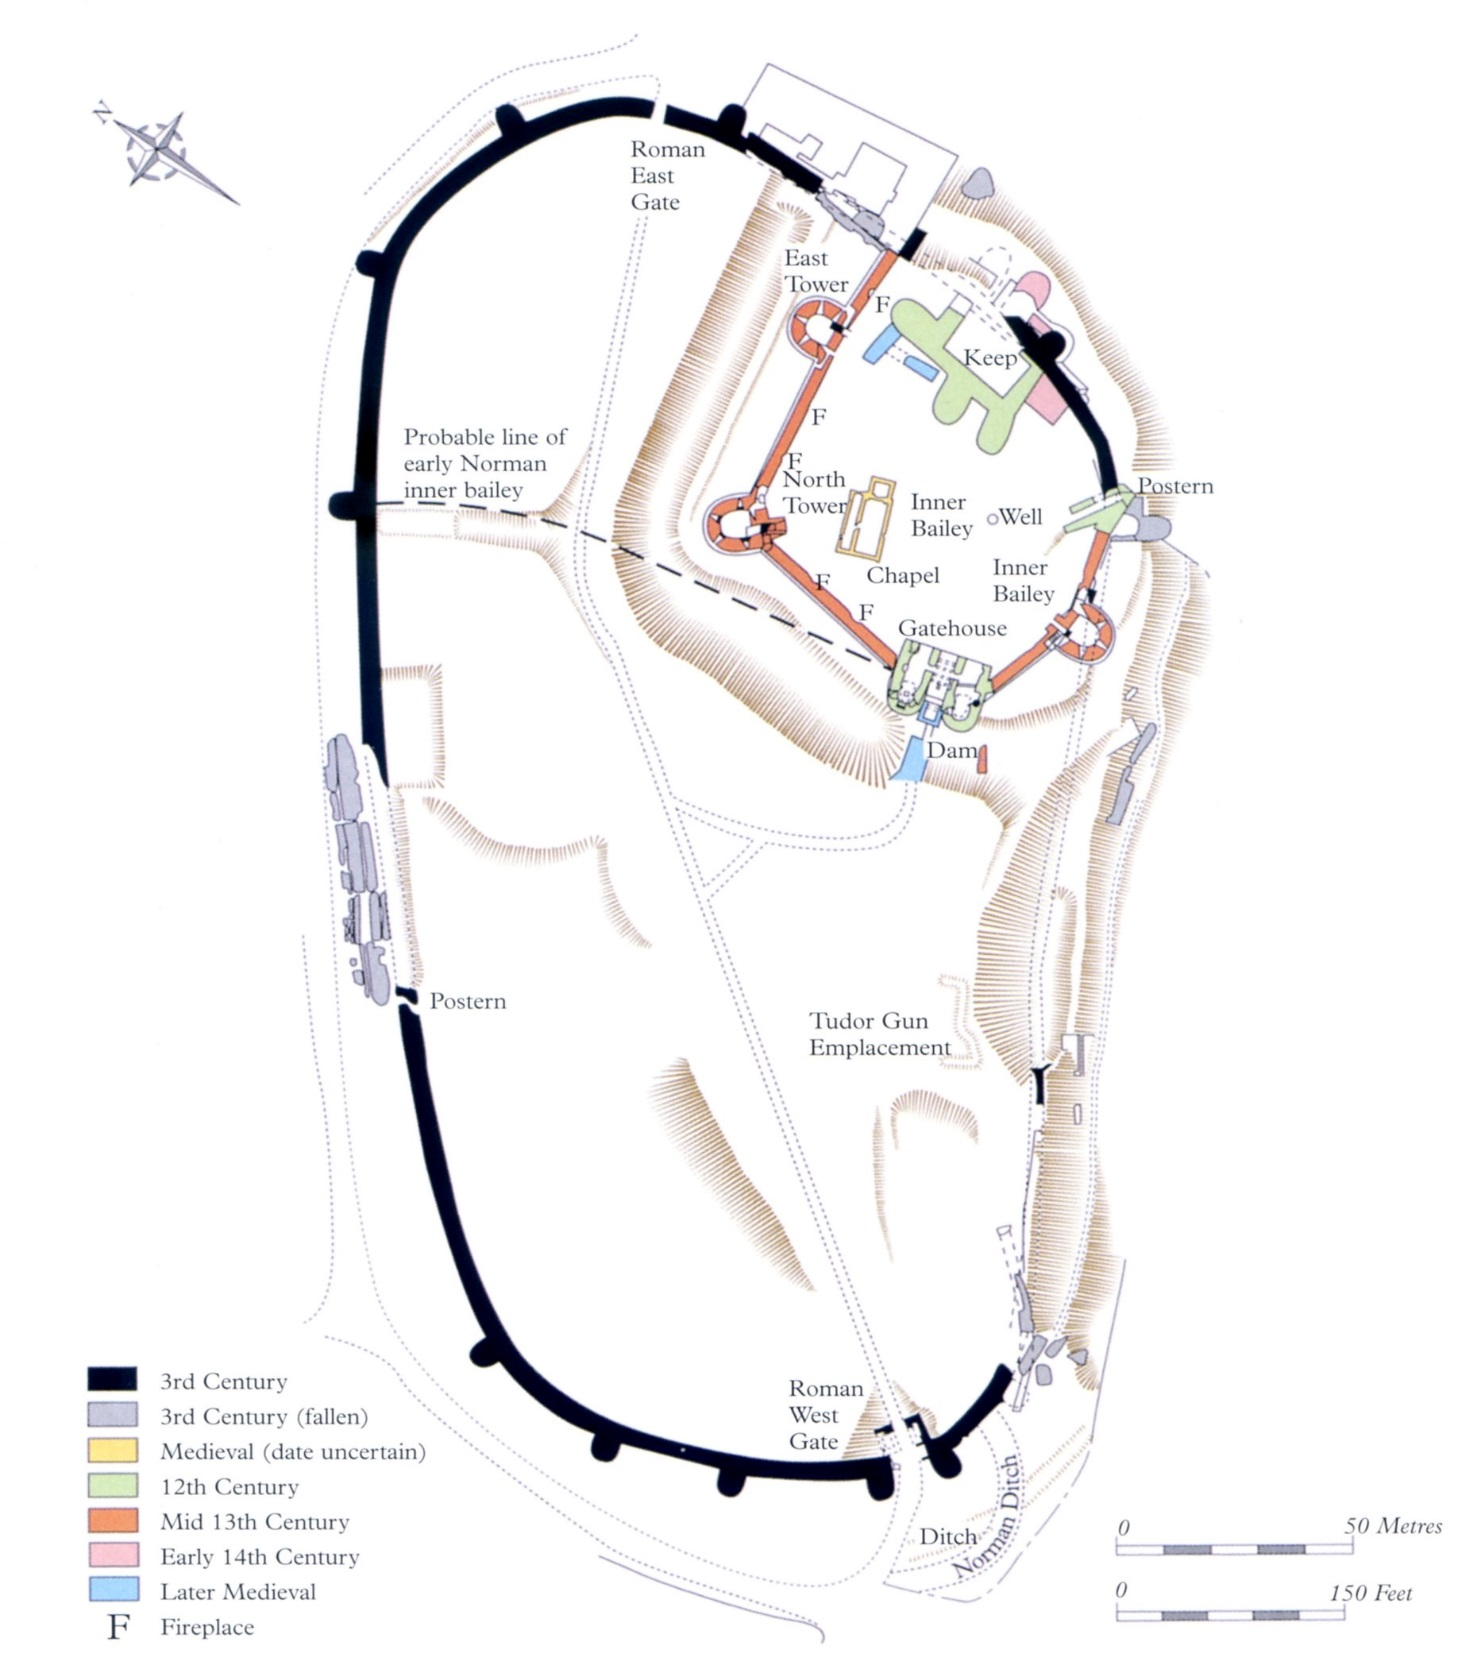 N
Roman
East
Gate
East
Tower
F
Keep
Probable line of
early Norman
inner bailey
F
F
North
Tower
Inner
Bailey
Well
Postern
Chapel
Inner
Bailey
F
F
Gatehouse
Dam
Postern
Tudor Gun
Emplacement
Roman
West
Gate
Ditch
Norman Ditch
3rd Century
3rd Century (fallen)
Medieval (date uncertain)
12th Century
Mid 13th Century
Early 14th Century
Later Medieval
F Fireplace
0 50 Metres
0 150 Feet